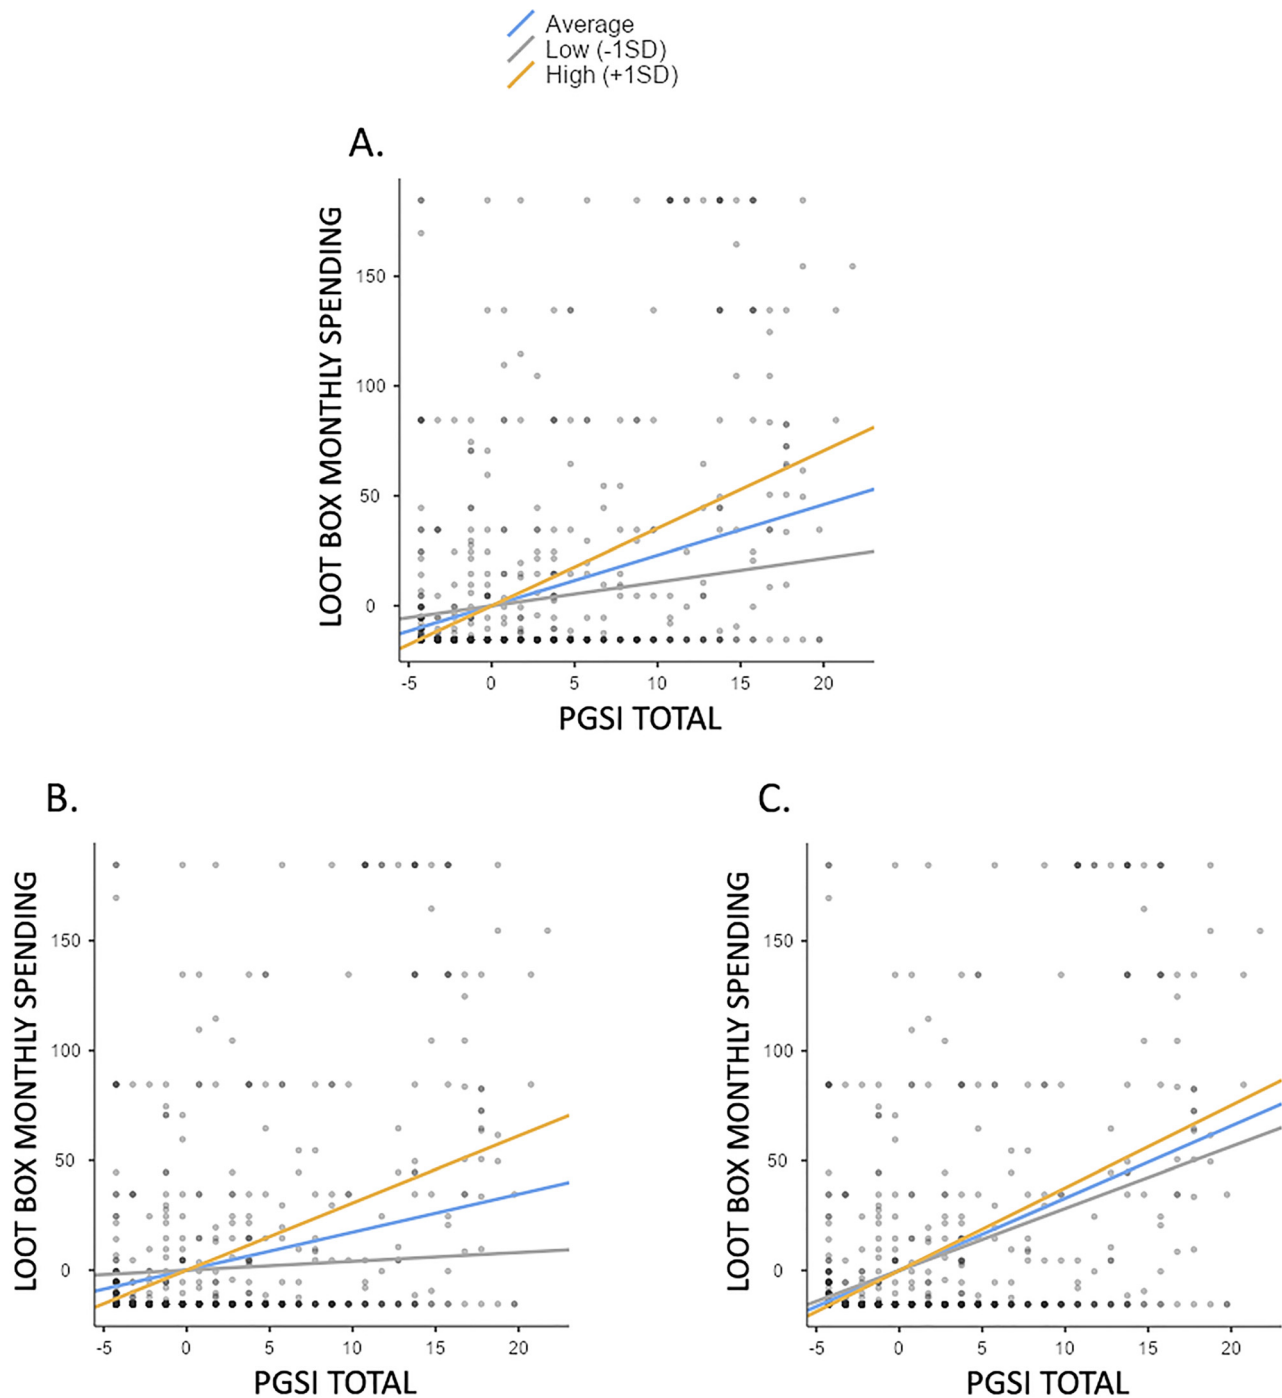 Average
Low (-1SD)
High (+1SD)
A.
LOOT BOX MONTHLY SPENDING
150
100
50
0
-5 0 5 10 15 20
PGSI TOTAL
B.
LOOT BOX MONTHLY SPENDING
150
100
50
0
-5 0 5 10 15 20
PGSI TOTAL
C.
LOOT BOX MONTHLY SPENDING
150
100
50
0
-5 0 5 10 15 20
PGSI TOTAL